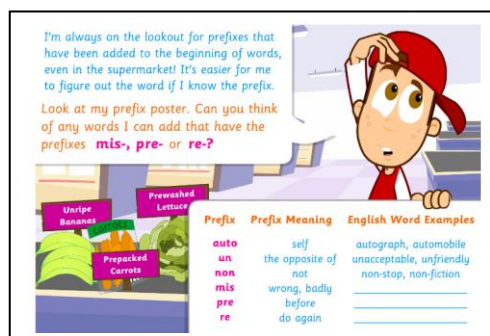 I'm always on the lookout for prefixes that
have been added to the beginning of words,
even in the supermarket! It's easier for me
to figure out the word if I know the prefix.
Look at my prefix poster. Can you think
of any words I can add that have the
prefixes mis-, pre- or re-?
Unripe
Bananas
carrots
Prewashed
Lettuce
Prepacked
Carrots
Prefix Prefix Meaning English Word Examples
auto self autograph, automobile
un the opposite of unacceptable, unfriendly
non not non-stop, non-fiction
mis wrong, badly
pre before
re do again